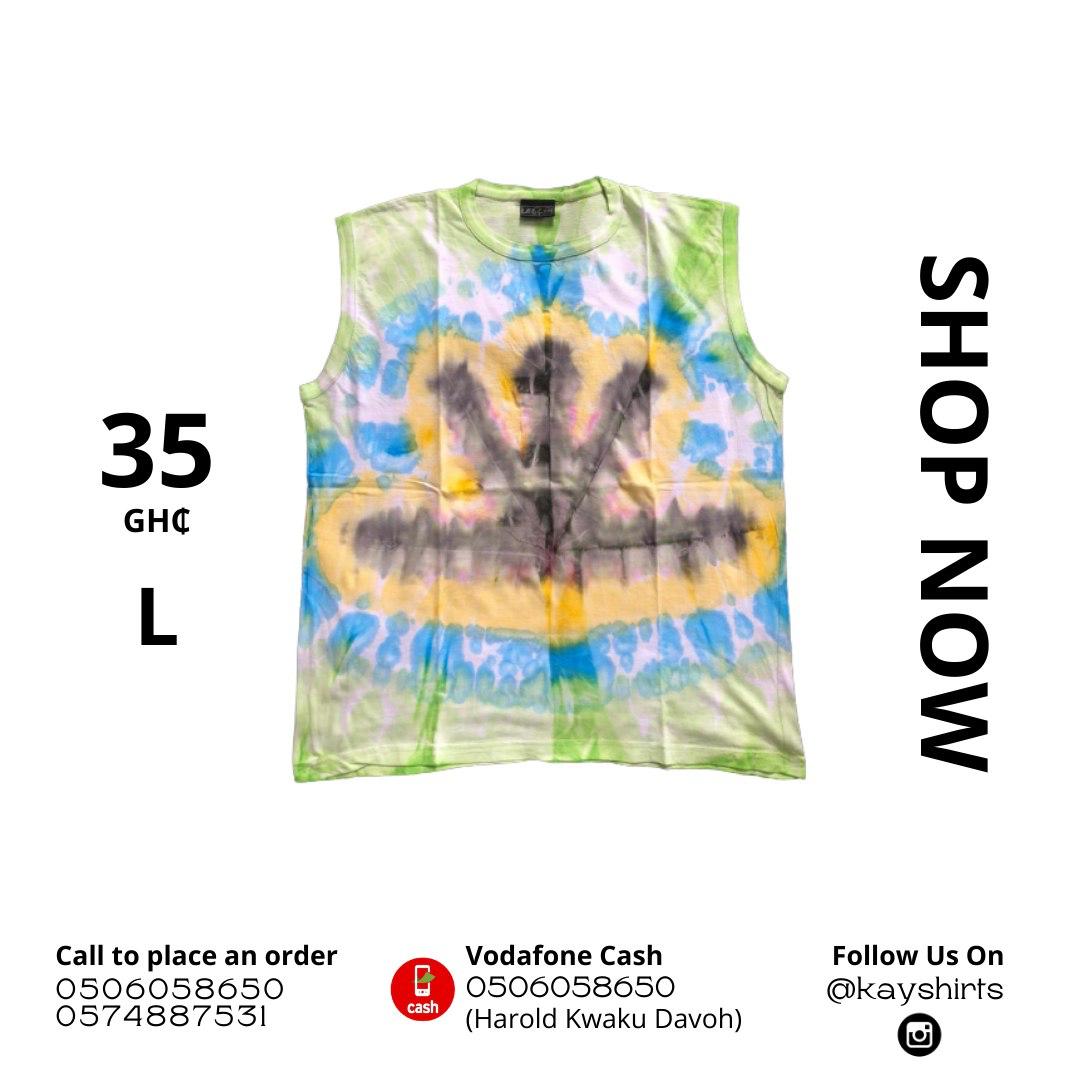 35
GH₵
L
SHOP NOW
Call to place an order
0506058650
0574887531
cash
Vodafone Cash
0506058650
(Harold Kwaku Davoh)
Follow Us On
@kayshirts